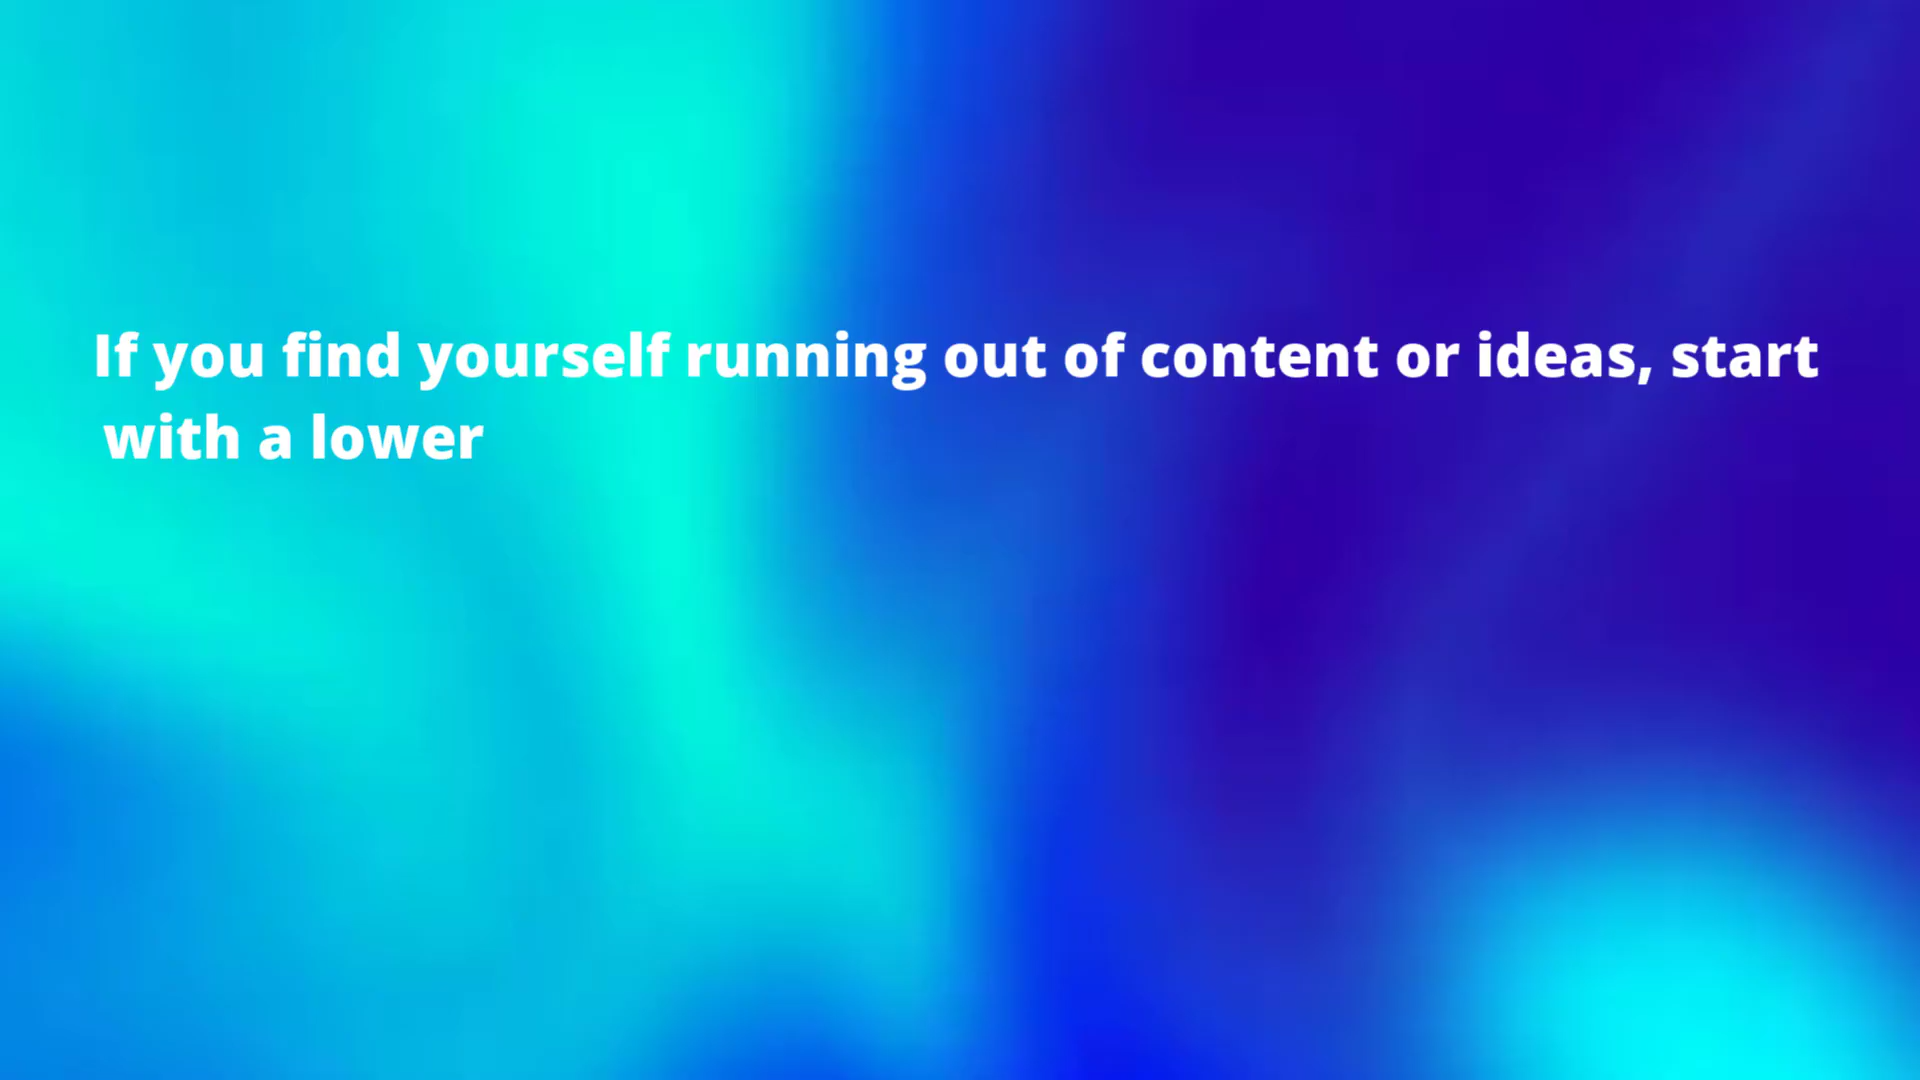 If you find yourself running out of content or ideas, start
with a lower